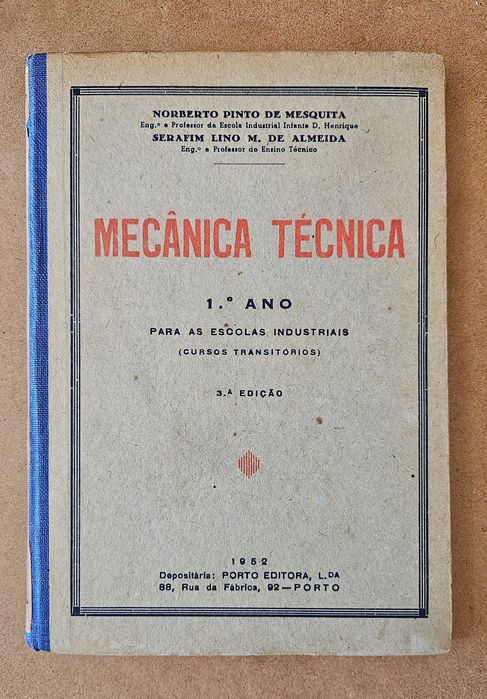 NORBERTO PINTO DE MESQUITA
Eng.º e Professor da Escola Industrial Infante D. Henrique
SERAFIM LINO M. DE ALMEIDA
Eng.º e Professor do Ensino Técnico
MECÂNICA TÉCNICA
1.º ANO
PARA AS ESCOLAS INDUSTRIAIS
(CURSOS TRANSITÓRIOS)
3.ª EDIÇÃO
1952
Depositária: PORTO EDITORA, L.DA
88, Rua da Fábrica, 92 — PORTO